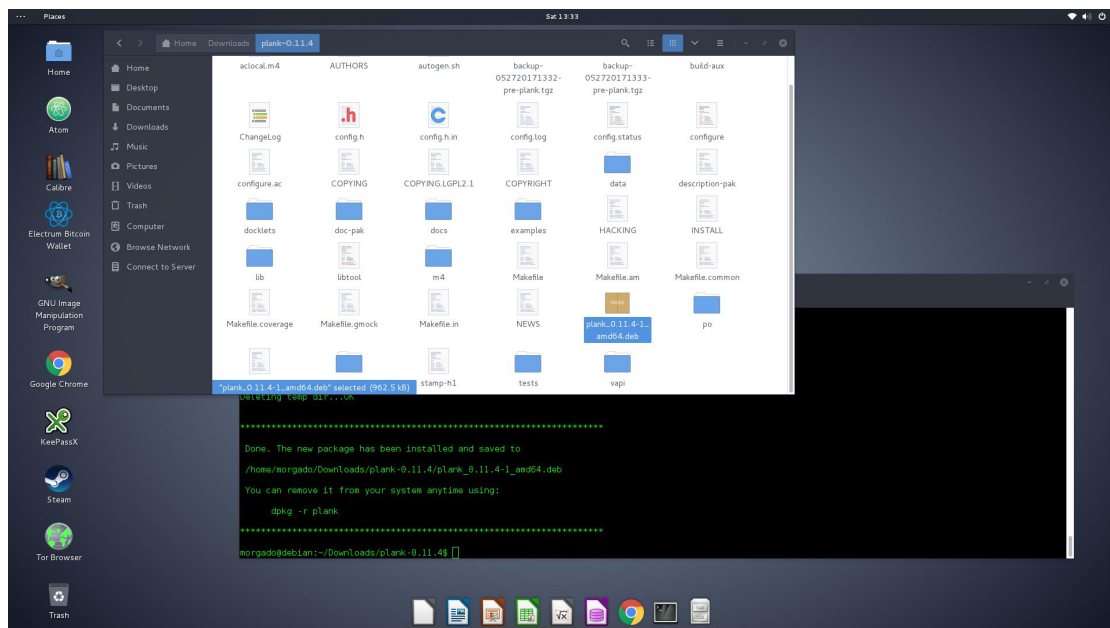 Places
Sat 13:33
Home Downloads plank-0.11.4
Home
Atom
Calibre
Electrum Bitcoin
Wallet
GNU Image
Manipulation
Program
Google Chrome
KeePassX
Steam
Tor Browser
Trash
Home
Desktop
Documents
Downloads
Music
Pictures
Videos
Trash
Computer
Browse Network
Connect to Server
aclocal.m4 AUTHORS autogen.sh backup- backup- build-aux
052720171332- 052720171333-
pre-plank.tgz pre-plank.tgz
ChangeLog config.h config.h.in config.log config.status configure
configure.ac COPYING COPYING.LGPL2.1 COPYRIGHT data description-pak
docklets doc-pak docs examples HACKING INSTALL
lib libtool m4 Makefile Makefile.am Makefile.common
Makefile.coverage Makefile.gmock Makefile.in NEWS plank_0.11.4-1_ po
amd64.deb
stamp-h1 tests vapi
"plank_0.11.4-1_amd64.deb" selected (962.5 kB)
Deleting temp dir...OK
**********************************************************************
Done. The new package has been installed and saved to
/home/morgado/Downloads/plank-0.11.4/plank_0.11.4-1_amd64.deb
You can remove it from your system anytime using:
dpkg -r plank
**********************************************************************
morgado@debian:~/Downloads/plank-0.11.4$